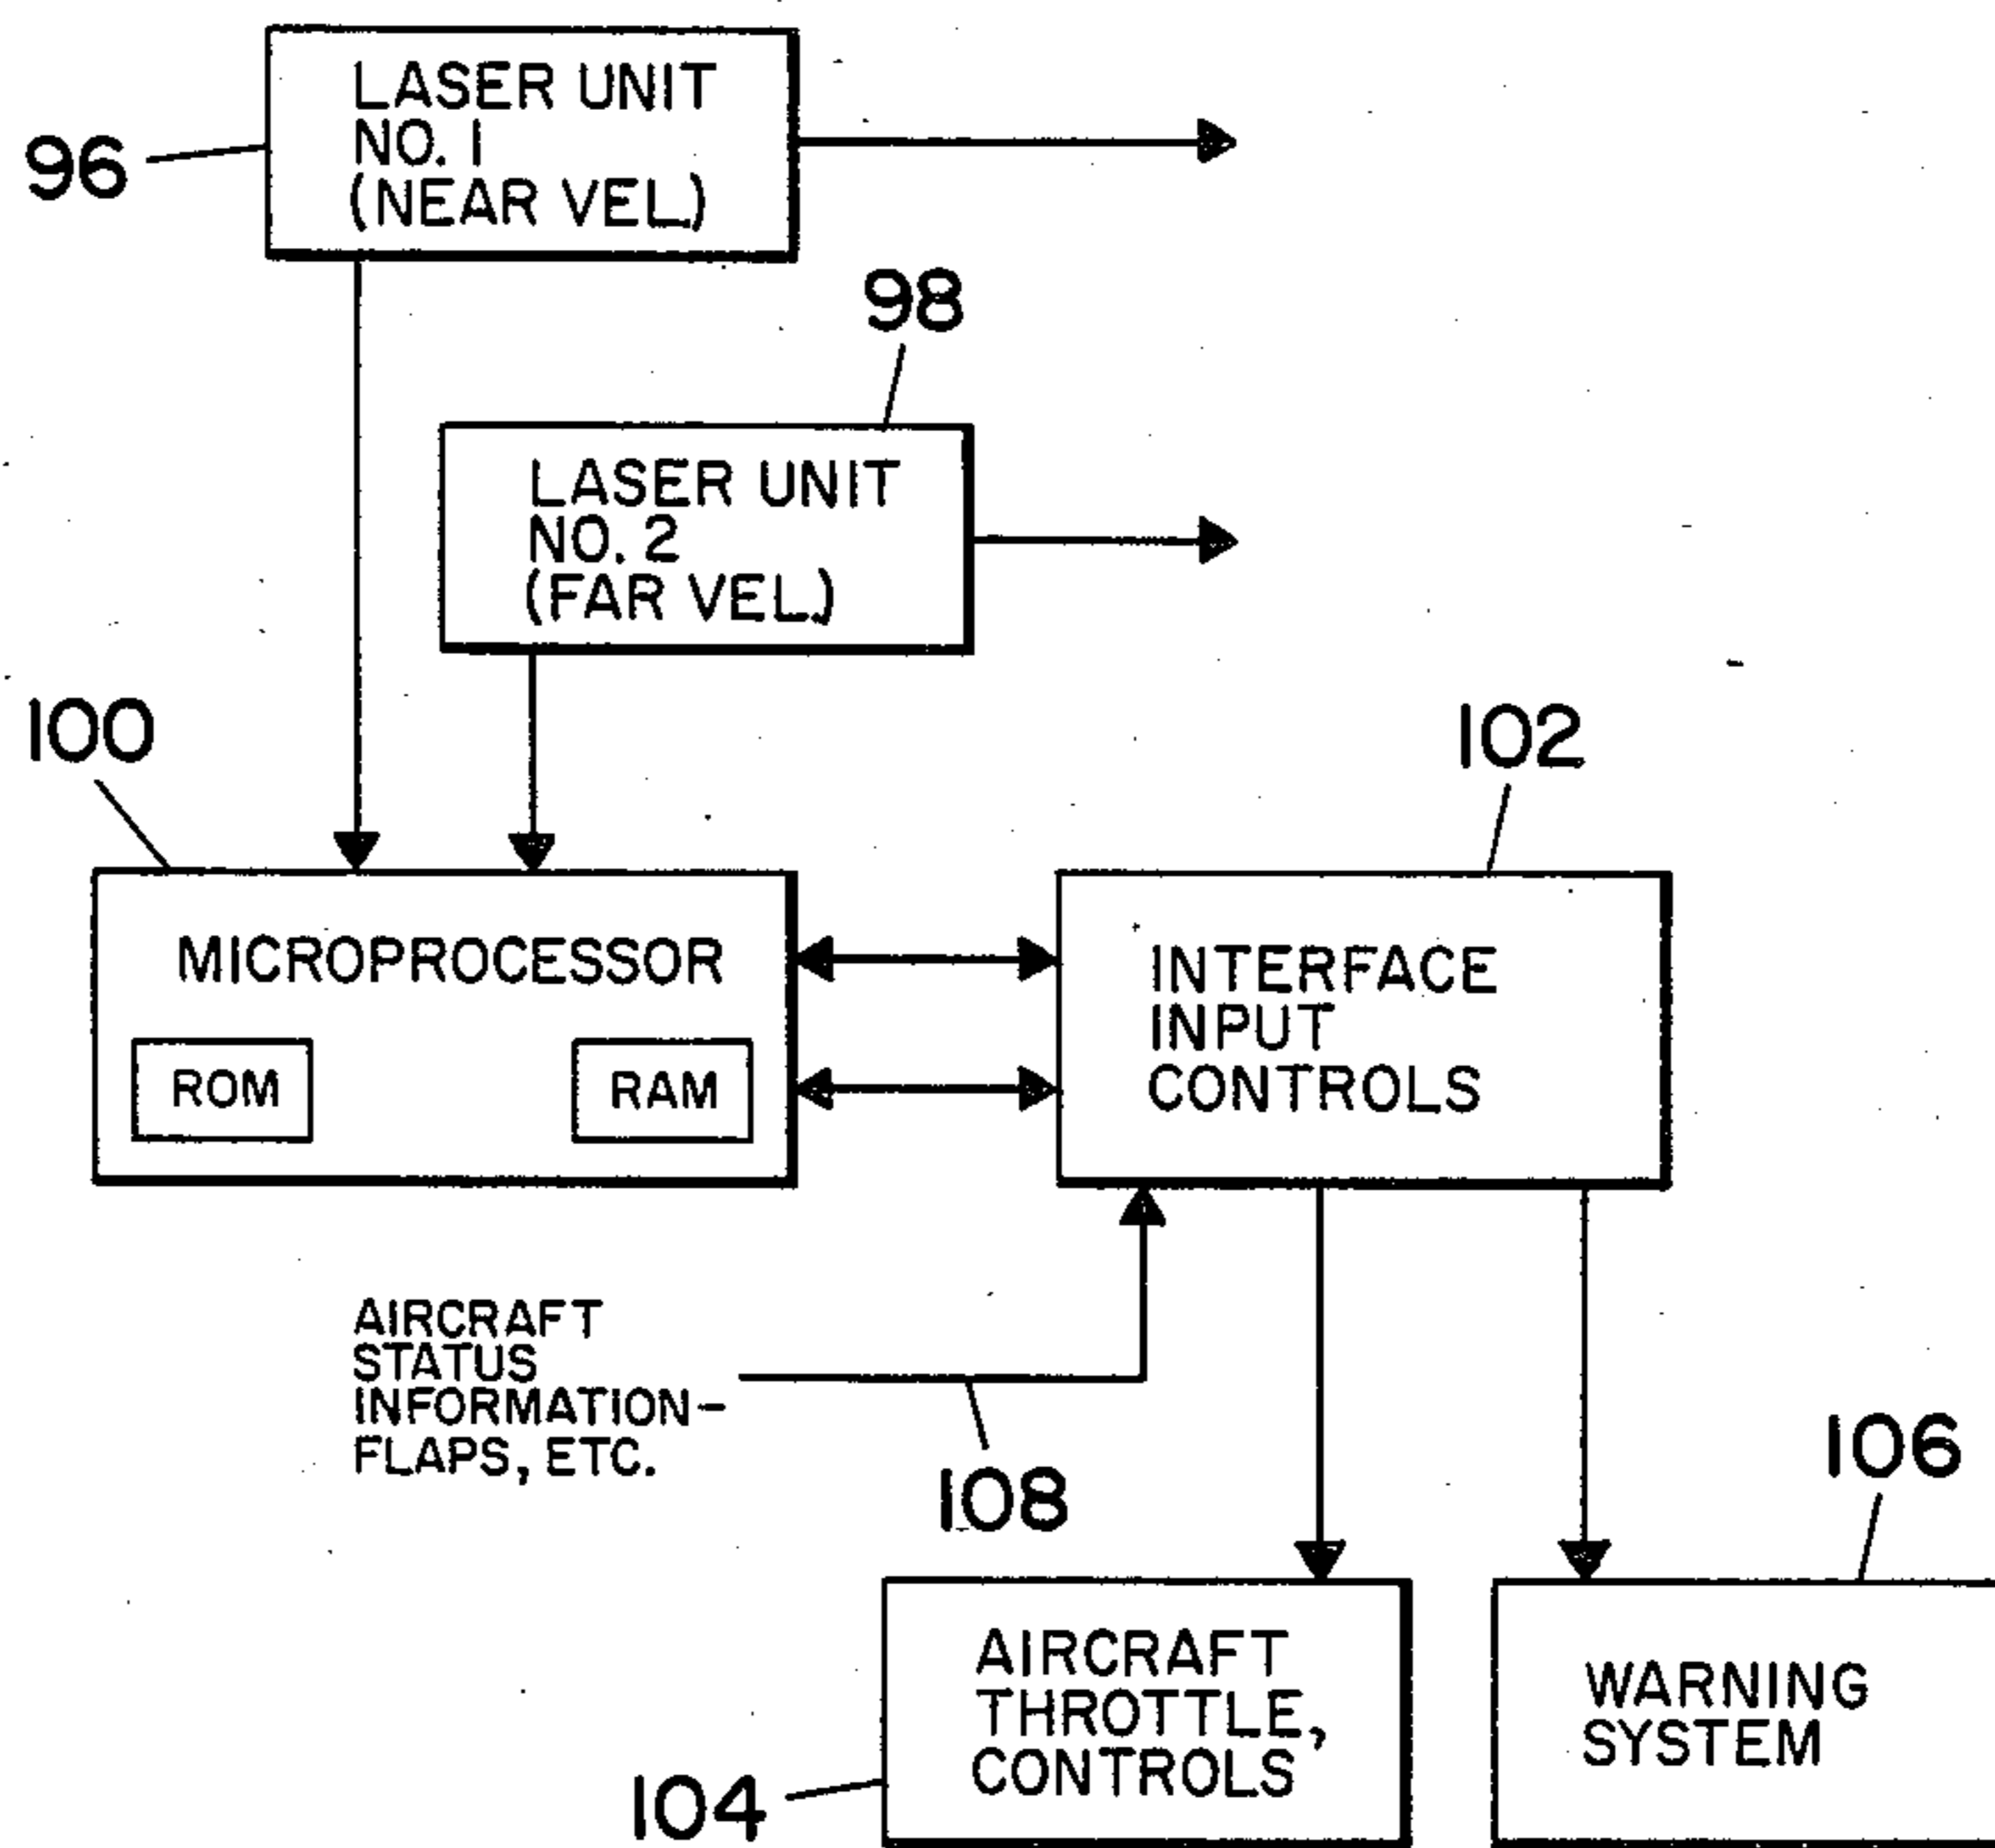 LASER UNIT
NO. 1
(NEAR VEL.)
96
98
LASER UNIT
NO. 2
(FAR VEL.)
100
102
MICROPROCESSOR
ROM
RAM
INTERFACE
INPUT
CONTROLS
AIRCRAFT
STATUS
INFORMATION-
FLAPS, ETC.
108
106
AIRCRAFT
THROTTLE,
CONTROLS
104
WARNING
SYSTEM